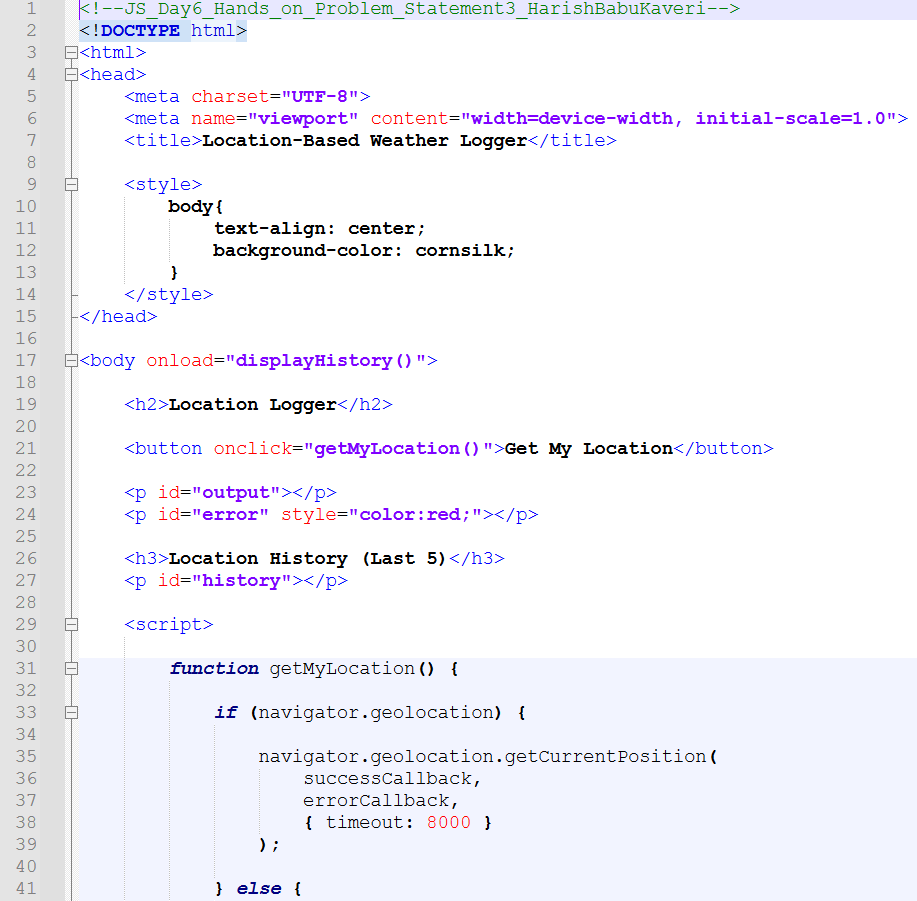 1 <!--JS_Day6_Hands_on_Problem_Statement3_HarishBabuKaveri-->
2 <!DOCTYPE html>
3 <html>
4 <head>
5     <meta charset="UTF-8">
6     <meta name="viewport" content="width=device-width, initial-scale=1.0">
7     <title>Location-Based Weather Logger</title>
8
9     <style>
10         body{
11             text-align: center;
12             background-color: cornsilk;
13         }
14     </style>
15 </head>
16
17 <body onload="displayHistory()">
18
19     <h2>Location Logger</h2>
20
21     <button onclick="getMyLocation()">Get My Location</button>
22
23     <p id="output"></p>
24     <p id="error" style="color:red;"></p>
25
26     <h3>Location History (Last 5)</h3>
27     <p id="history"></p>
28
29     <script>
30
31         function getMyLocation() {
32
33             if (navigator.geolocation) {
34
35                 navigator.geolocation.getCurrentPosition(
36                     successCallback,
37                     errorCallback,
38                     { timeout: 8000 }
39                 );
40
41             } else {